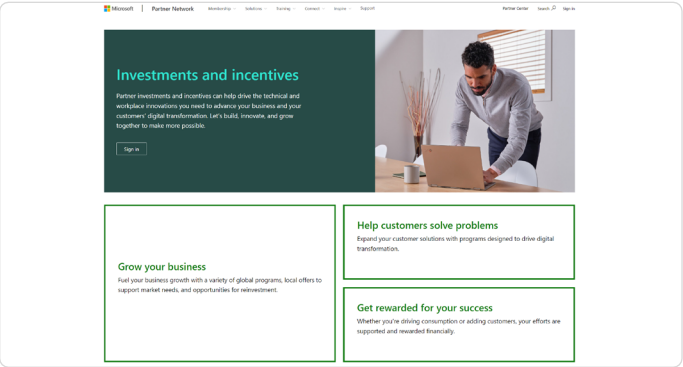 Microsoft | Partner Network Membership Solutions Training Connect Inspire Support Partner Center Search Sign in
Investments and incentives
Partner investments and incentives can help drive the technical and
workplace innovations you need to advance your business and your
customers' digital transformation. Let's build, innovate, and grow
together to make more possible.
Sign in
Grow your business
Fuel your business growth with a variety of global programs, local offers to
support market needs, and opportunities for reinvestment.
Help customers solve problems
Expand your customer solutions with programs designed to drive digital
transformation.
Get rewarded for your success
Whether you're driving consumption or adding customers, your efforts are
supported and rewarded financially.